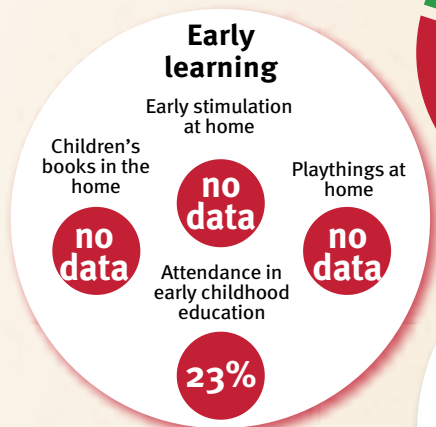 Early
learning
Early stimulation
at home
no
data
Children’s
books in the
home
no
data
Playthings at
home
no
data
Attendance in
early childhood
education
23%